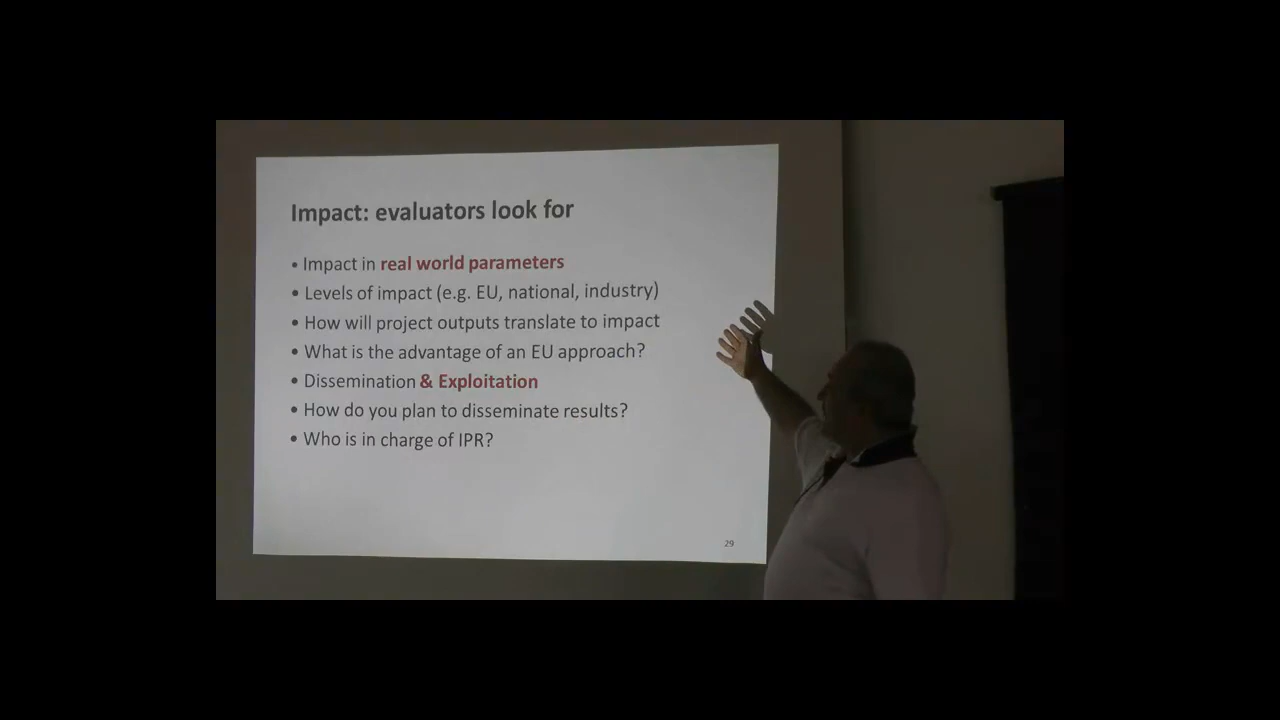 Impact: evaluators look for
• Impact in real world parameters
• Levels of impact (e.g. EU, national, industry)
• How will project outputs translate to impact
• What is the advantage of an EU approach?
• Dissemination & Exploitation
• How do you plan to disseminate results?
• Who is in charge of IPR?
29